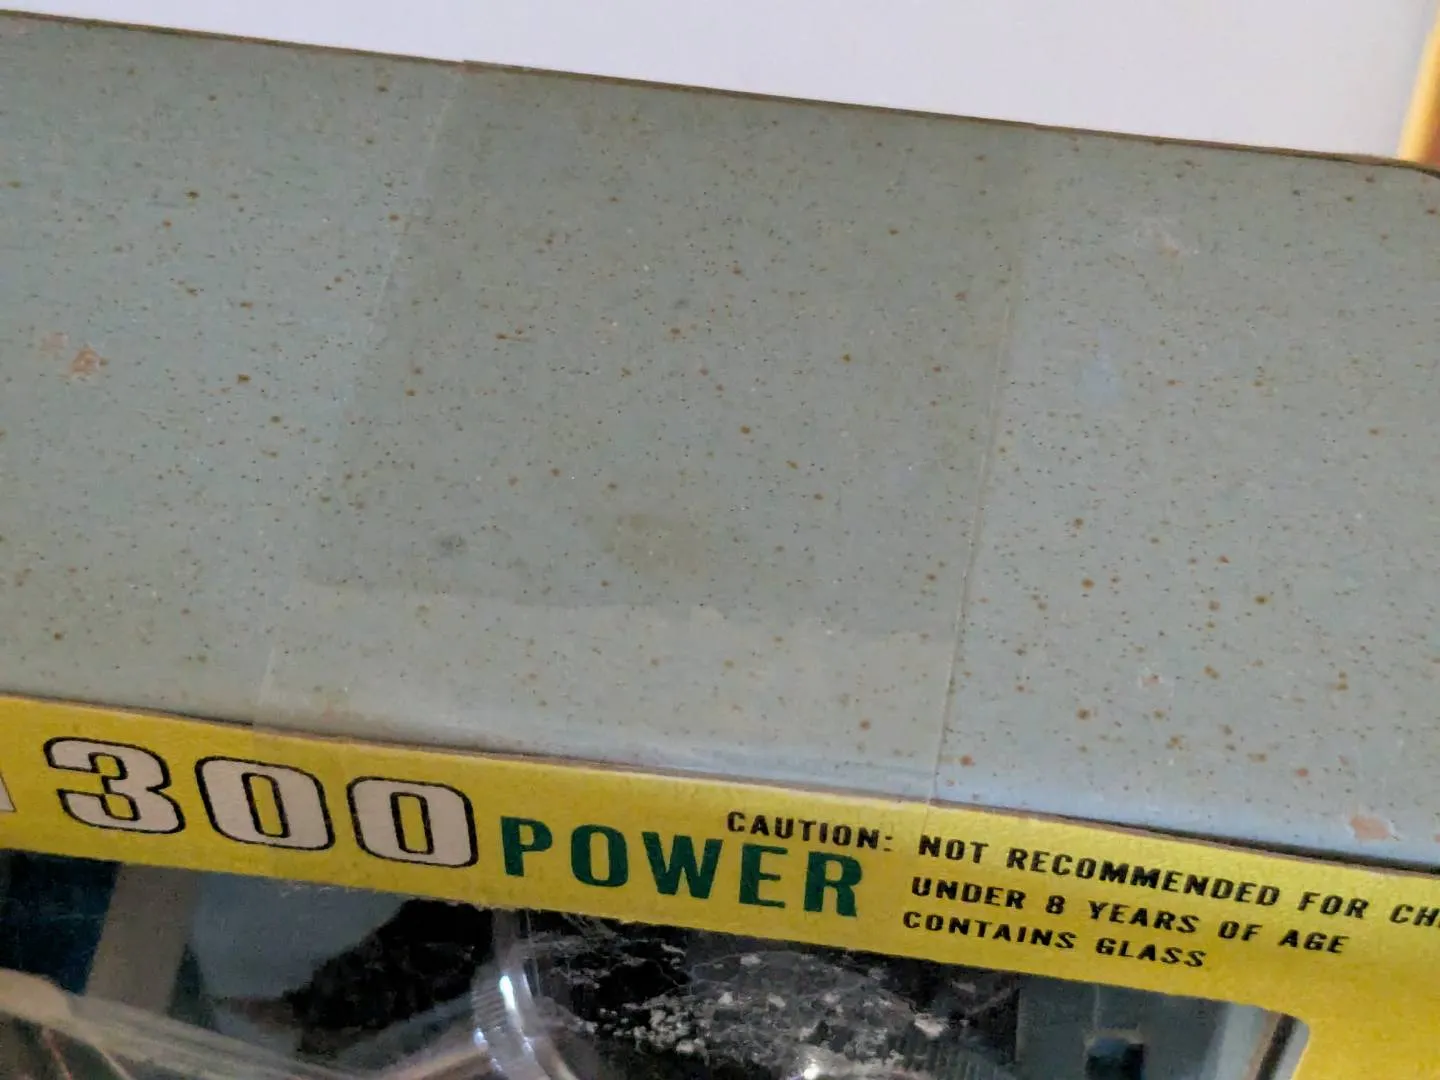 300 POWER
CAUTION: NOT RECOMMENDED FOR
UNDER 8 YEARS OF AGE
CONTAINS GLASS